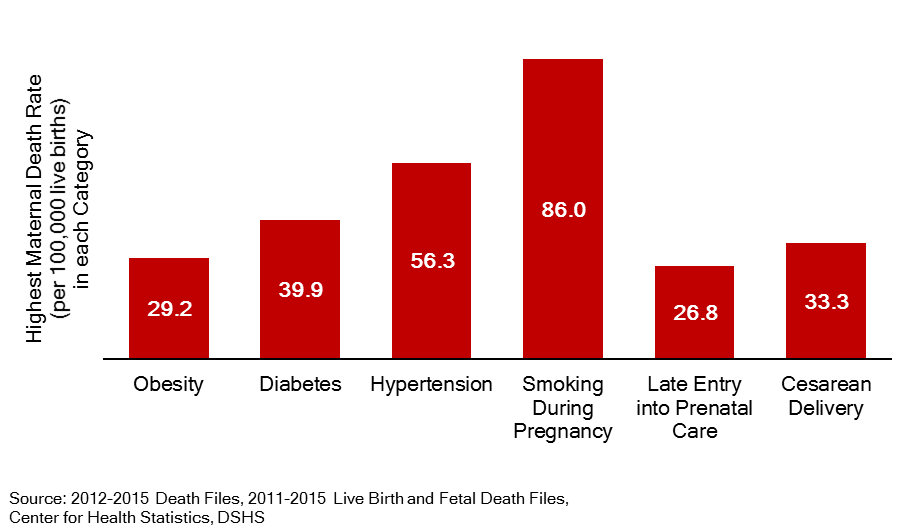 Highest Maternal Death Rate
(per 100,000 live births)
in each Category
29.2
39.9
56.3
86.0
26.8
33.3
Obesity
Diabetes
Hypertension
Smoking
During
Pregnancy
Late Entry
into Prenatal
Care
Cesarean
Delivery
Source: 2012-2015 Death Files, 2011-2015 Live Birth and Fetal Death Files,
Center for Health Statistics, DSHS